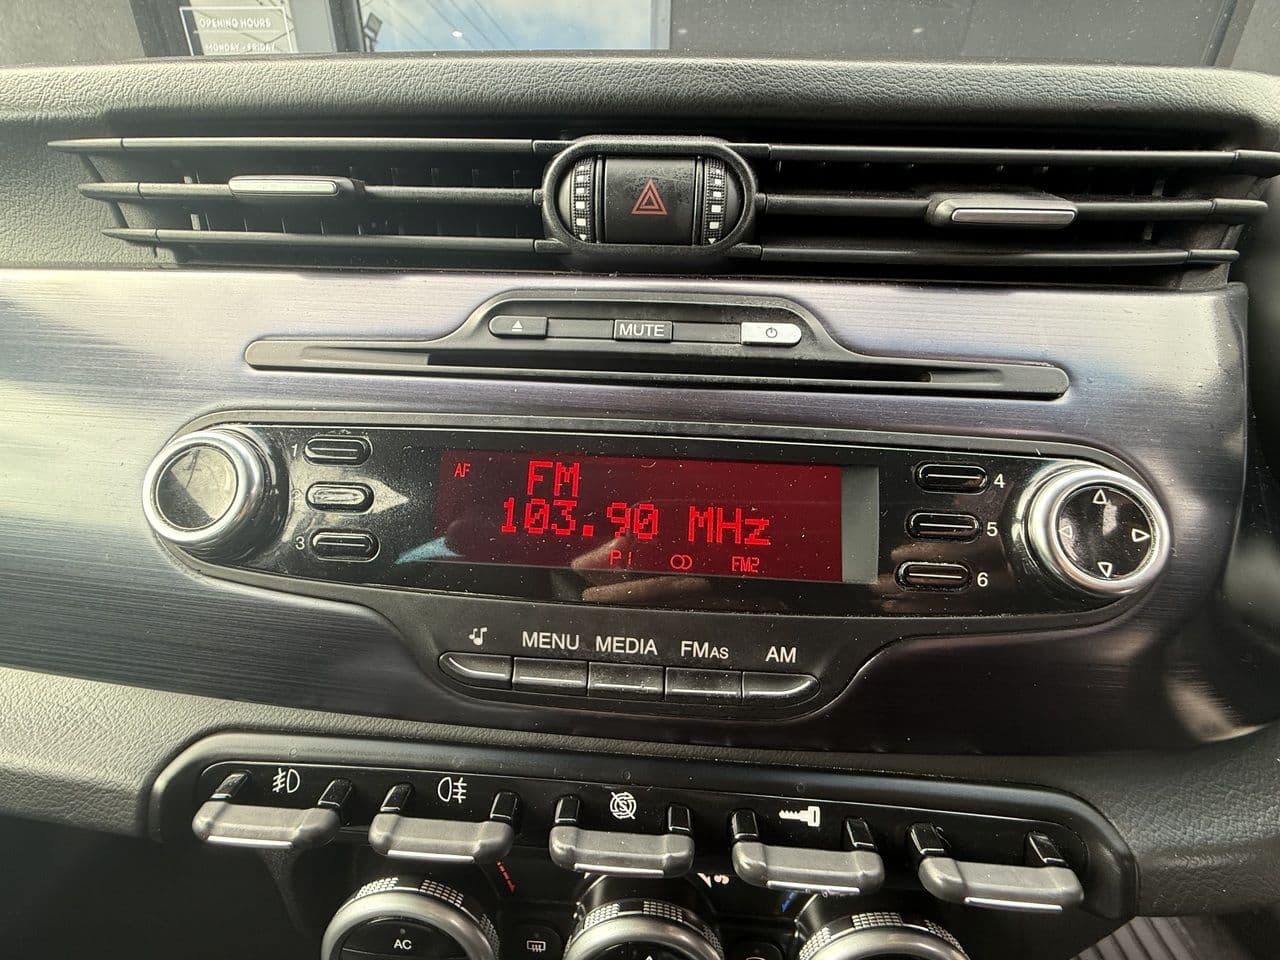 OPENING HOURS
MONDAY - FRIDAY
MUTE
1
2
3
AF
FM
103.90 MHz
P1
FM2
4
5
6
MENU MEDIA FMAS AM
AC